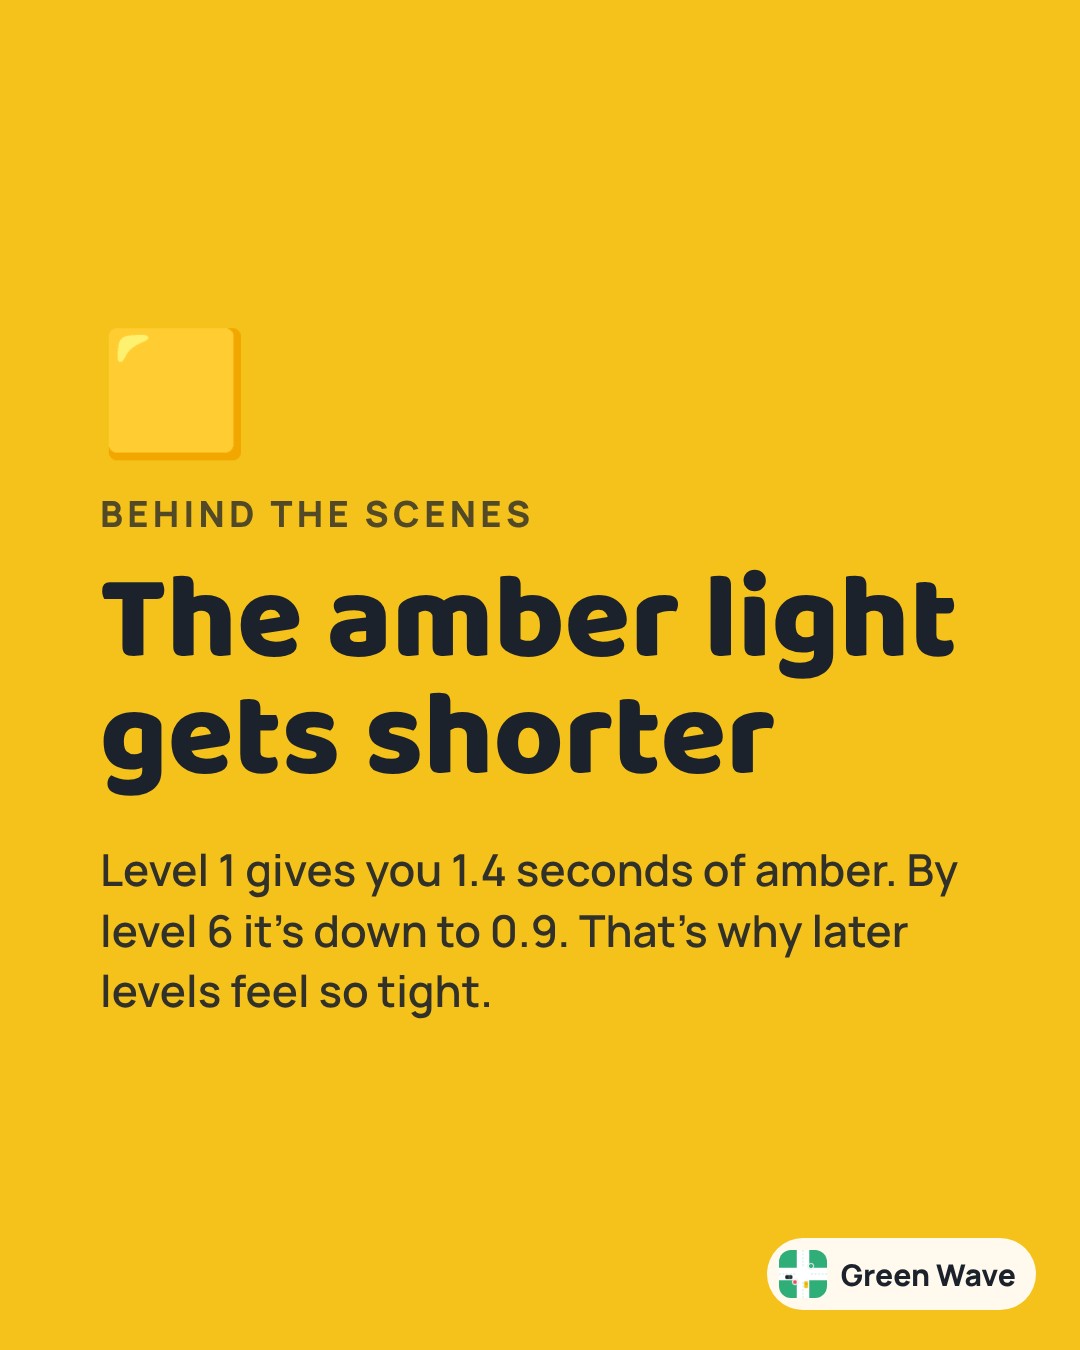 BEHIND THE SCENES
The amber light
gets shorter
Level 1 gives you 1.4 seconds of amber. By
level 6 it’s down to 0.9. That’s why later
levels feel so tight.
Green Wave